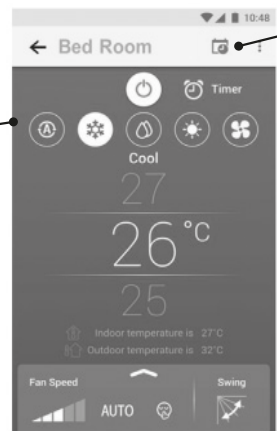 10:48
Bed Room
Timer
A
Cool
27
26°C
25
Indoor temperature is 27°C
Outdoor temperature is 32°C
Fan Speed
Swing
AUTO